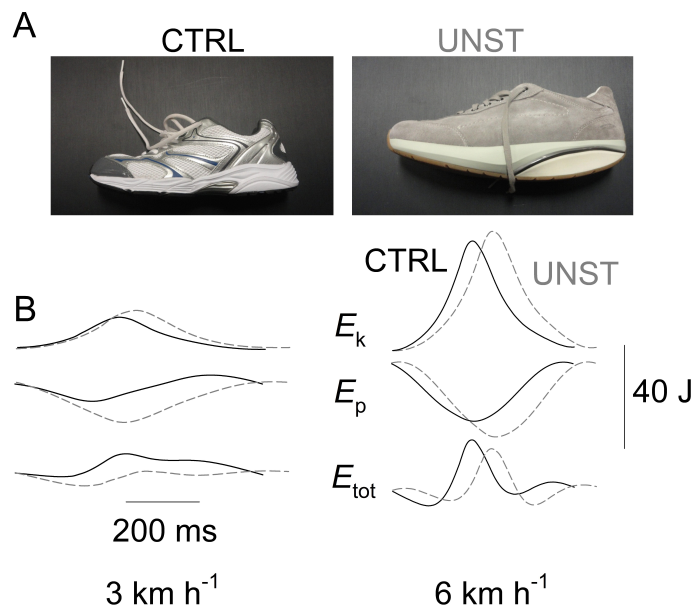 A
CTRL
UNST
CTRL
UNST
B
Eₖ
Eₚ
40 J
Eₜₒₜ
200 ms
3 km h⁻¹
6 km h⁻¹